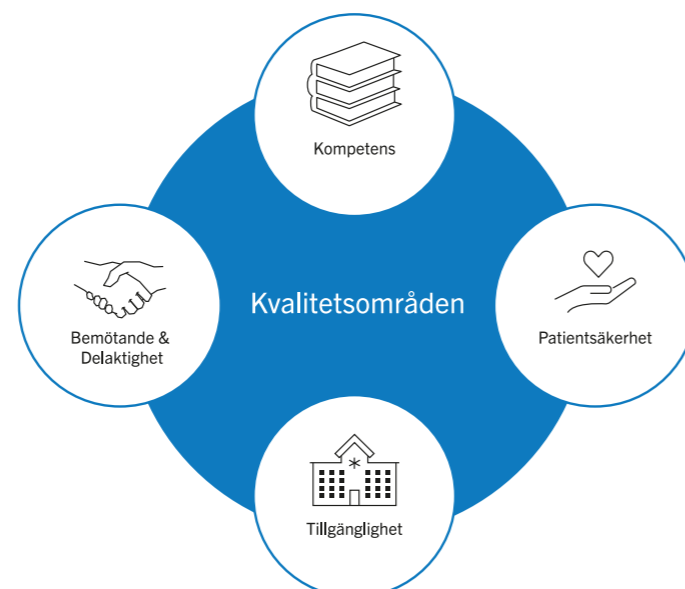 Kompetens
Kvalitetsområden
Bemötande &
Delaktighet
Patientsäkerhet
Tillgänglighet